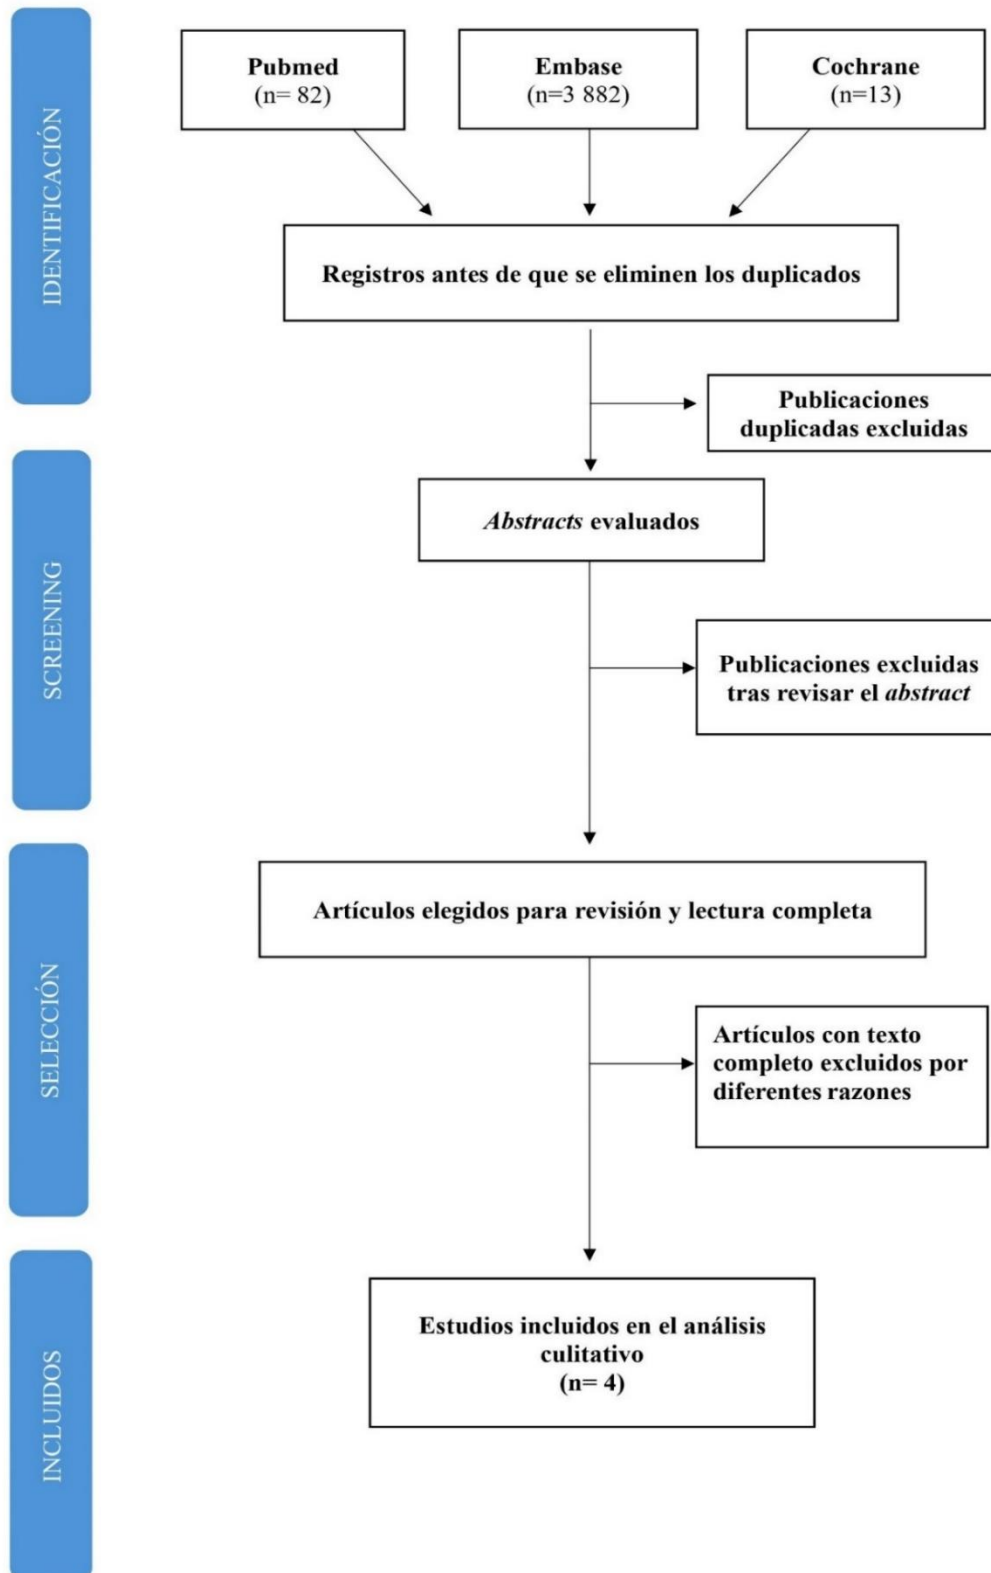 IDENTIFICACIÓN
Pubmed
(n= 82)
Embase
(n=3 882)
Cochrane
(n=13)
Registros antes de que se eliminen los duplicados
Publicaciones
duplicadas excluidas
SCREENING
Abstracts evaluados
Publicaciones excluidas
tras revisar el abstract
SELECCIÓN
Artículos elegidos para revisión y lectura completa
Artículos con texto
completo excluidos por
diferentes razones
INCLUIDOS
Estudios incluidos en el análisis
culitativo
(n= 4)